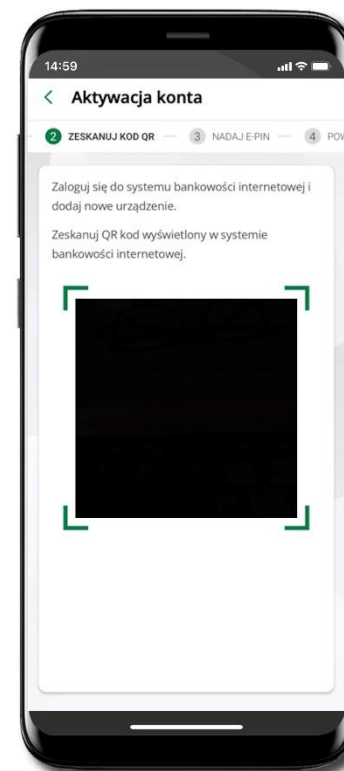 14:59
Aktywacja konta
2 ZESKANUJ KOD QR 3 NADAJ E-PIN 4 POW
Zaloguj się do systemu bankowości internetowej i
dodaj nowe urządzenie.
Zeskanuj QR kod wyświetlony w systemie
bankowości internetowej.